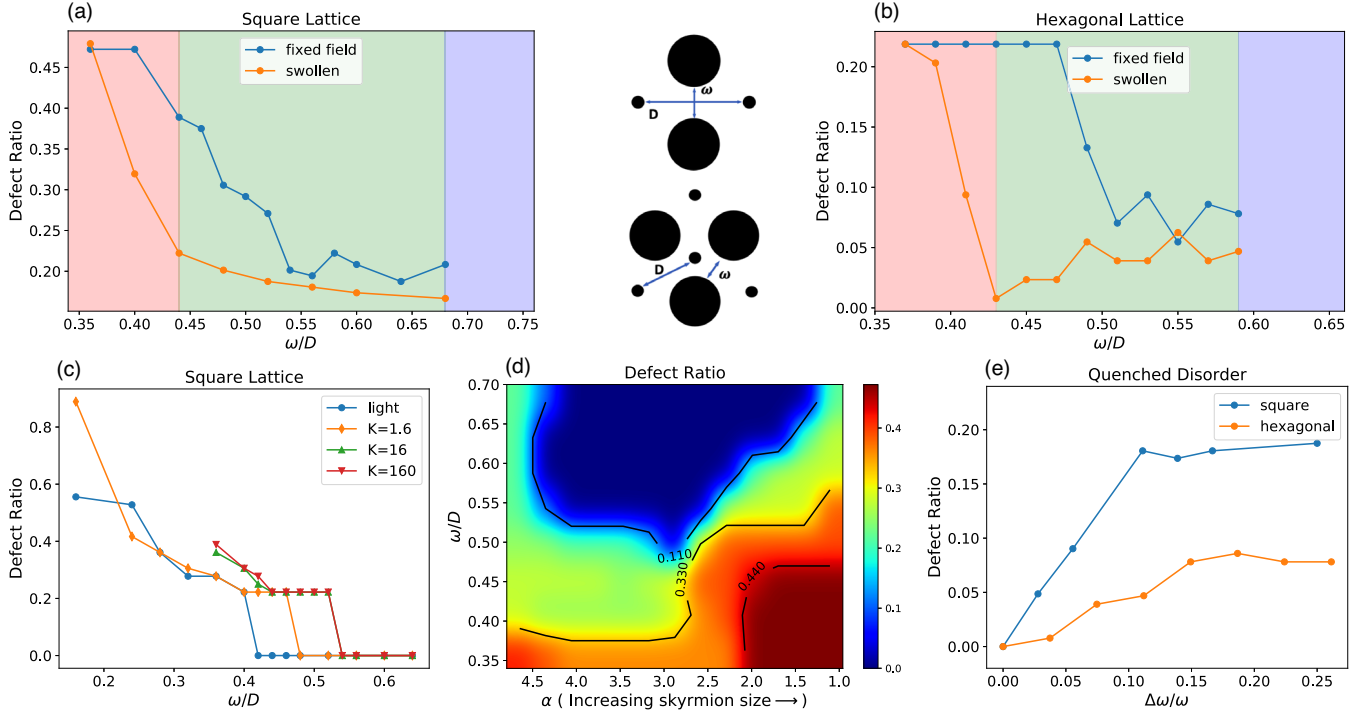 (a)
Square Lattice
Defect Ratio
0.45
0.40
0.35
0.30
0.25
0.20
fixed field
swollen
0.35 0.40 0.45 0.50 0.55 0.60 0.65 0.70 0.75
ω/D
ω
D
D
ω
(b)
Hexagonal Lattice
Defect Ratio
0.20
0.15
0.10
0.05
0.00
fixed field
swollen
0.35 0.40 0.45 0.50 0.55 0.60 0.65
ω/D
(c)
Square Lattice
Defect Ratio
0.8
0.6
0.4
0.2
0.0
light
K=1.6
K=16
K=160
0.2 0.3 0.4 0.5 0.6
ω/D
(d)
Defect Ratio
ω/D
0.70
0.65
0.60
0.55
0.50
0.45
0.40
0.35
0.110
0.330
0.440
4.5 4.0 3.5 3.0 2.5 2.0 1.5 1.0
α ( Increasing skyrmion size → )
0.4
0.3
0.2
0.1
0.0
(e)
Quenched Disorder
Defect Ratio
0.20
0.15
0.10
0.05
0.00
square
hexagonal
0.00 0.05 0.10 0.15 0.20 0.25
Δω/ω